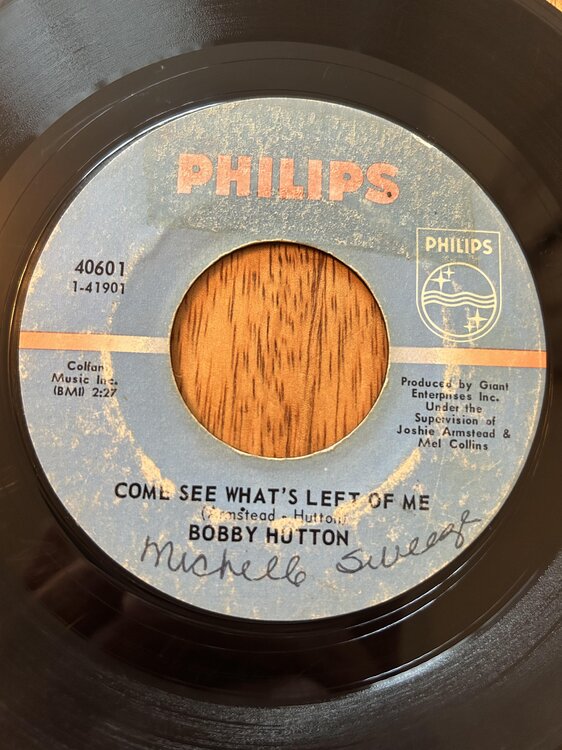 PHILIPS
PHILIPS
40601
1-41901
Colfam
Music Inc.
(BMI) 2:27
Produced by Giant
Enterprises Inc.
Under the
Supervision of
Joshie Armstead &
Mel Collins
COME SEE WHAT'S LEFT OF ME
(Armstead - Hutton)
BOBBY HUTTON
Michelle